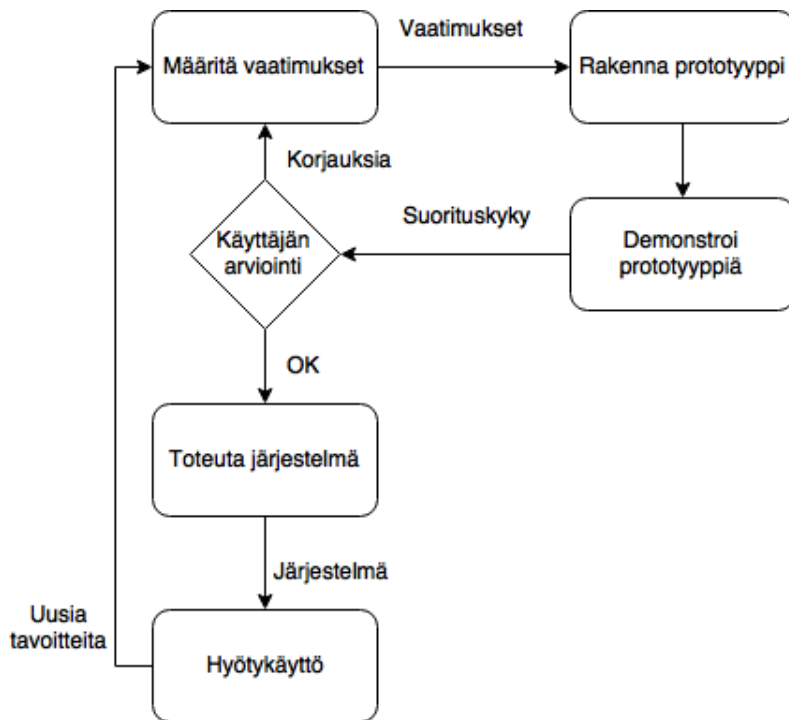 Määritä vaatimukset
Vaatimukset
Rakenna prototyyppi
Korjauksia
Käyttäjän
arviointi
Suorituskyky
Demonstroi
prototyyppiä
OK
Toteuta järjestelmä
Järjestelmä
Uusia
tavoitteita
Hyötykäyttö